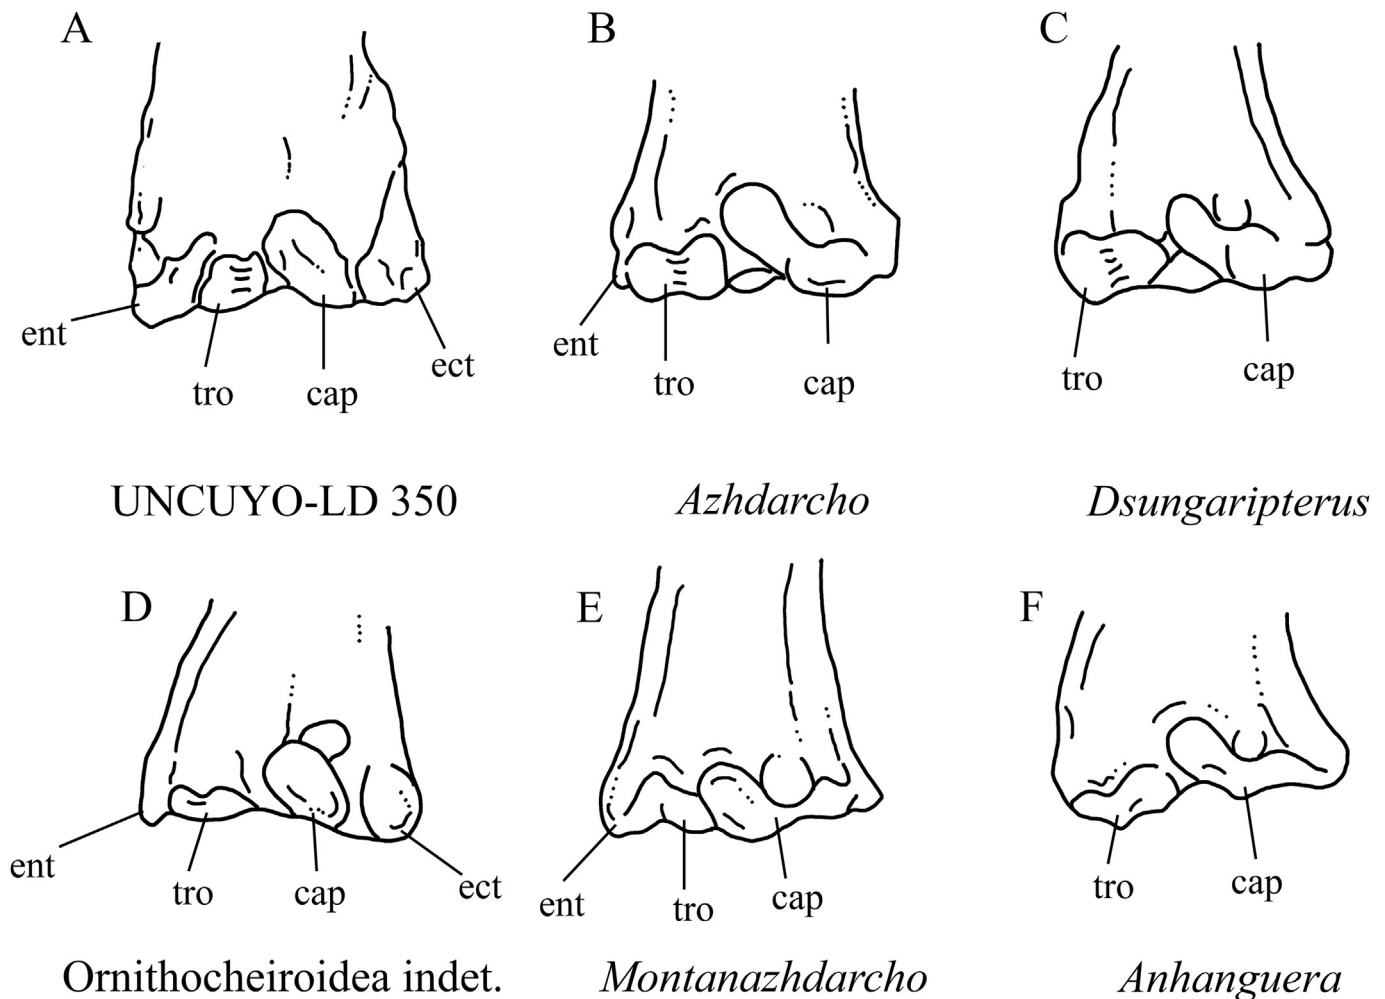 A
B
C
ent
tro
cap
ect
ent
tro
cap
tro
cap
UNCUYO-LD 350
Azhdarcho
Dsungaripterus
D
E
F
ent
tro
cap
ect
ent
tro
cap
tro
cap
Ornithocheiroidea indet.
Montanazhdarcho
Anhanguera